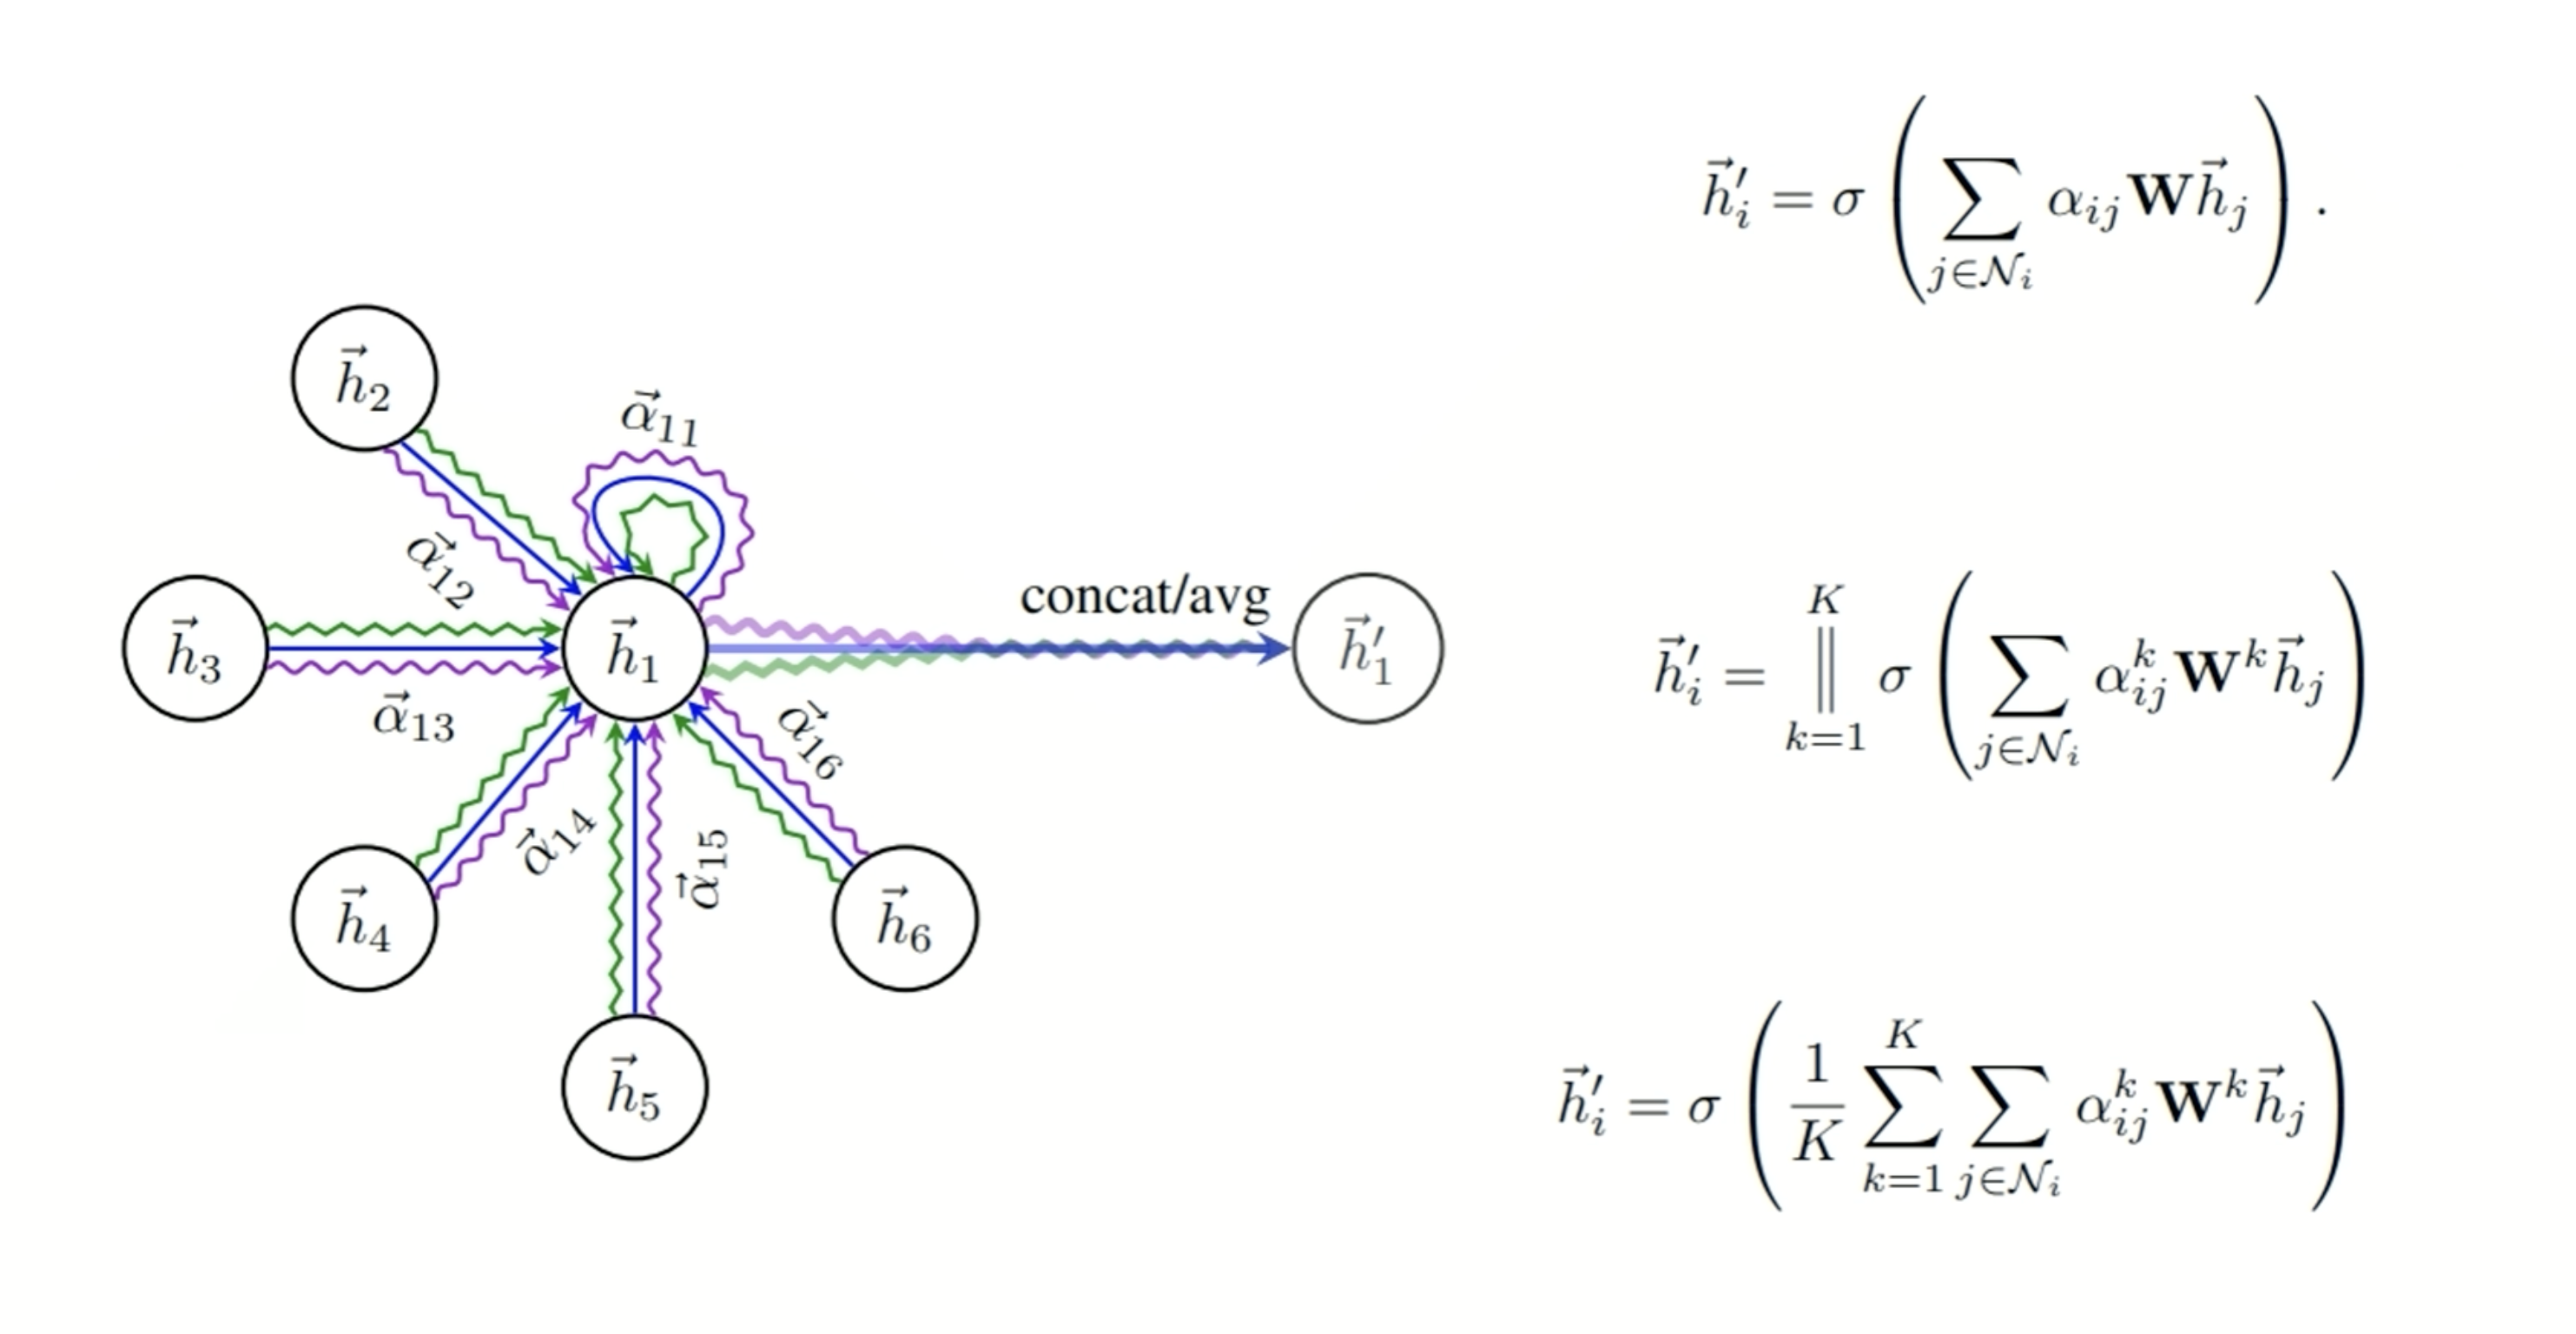 $\vec{h}_2$
$\vec{\alpha}_{11}$
$\vec{\alpha}_{12}$
$\vec{h}_3$
$\vec{h}_1$
concat/avg
$\vec{h}'_1$
$\vec{\alpha}_{13}$
$\vec{\alpha}_{16}$
$\vec{\alpha}_{14}$
$\vec{\alpha}_{15}$
$\vec{h}_4$
$\vec{h}_6$
$\vec{h}_5$
$\vec{h}'_i = \sigma \left( \sum_{j \in \mathcal{N}_i} \alpha_{ij} \mathbf{W} \vec{h}_j \right).$
$\vec{h}'_i = \Vert_{k=1}^{K} \sigma \left( \sum_{j \in \mathcal{N}_i} \alpha_{ij}^k \mathbf{W}^k \vec{h}_j \right)$
$\vec{h}'_i = \sigma \left( \frac{1}{K} \sum_{k=1}^{K} \sum_{j \in \mathcal{N}_i} \alpha_{ij}^k \mathbf{W}^k \vec{h}_j \right)$